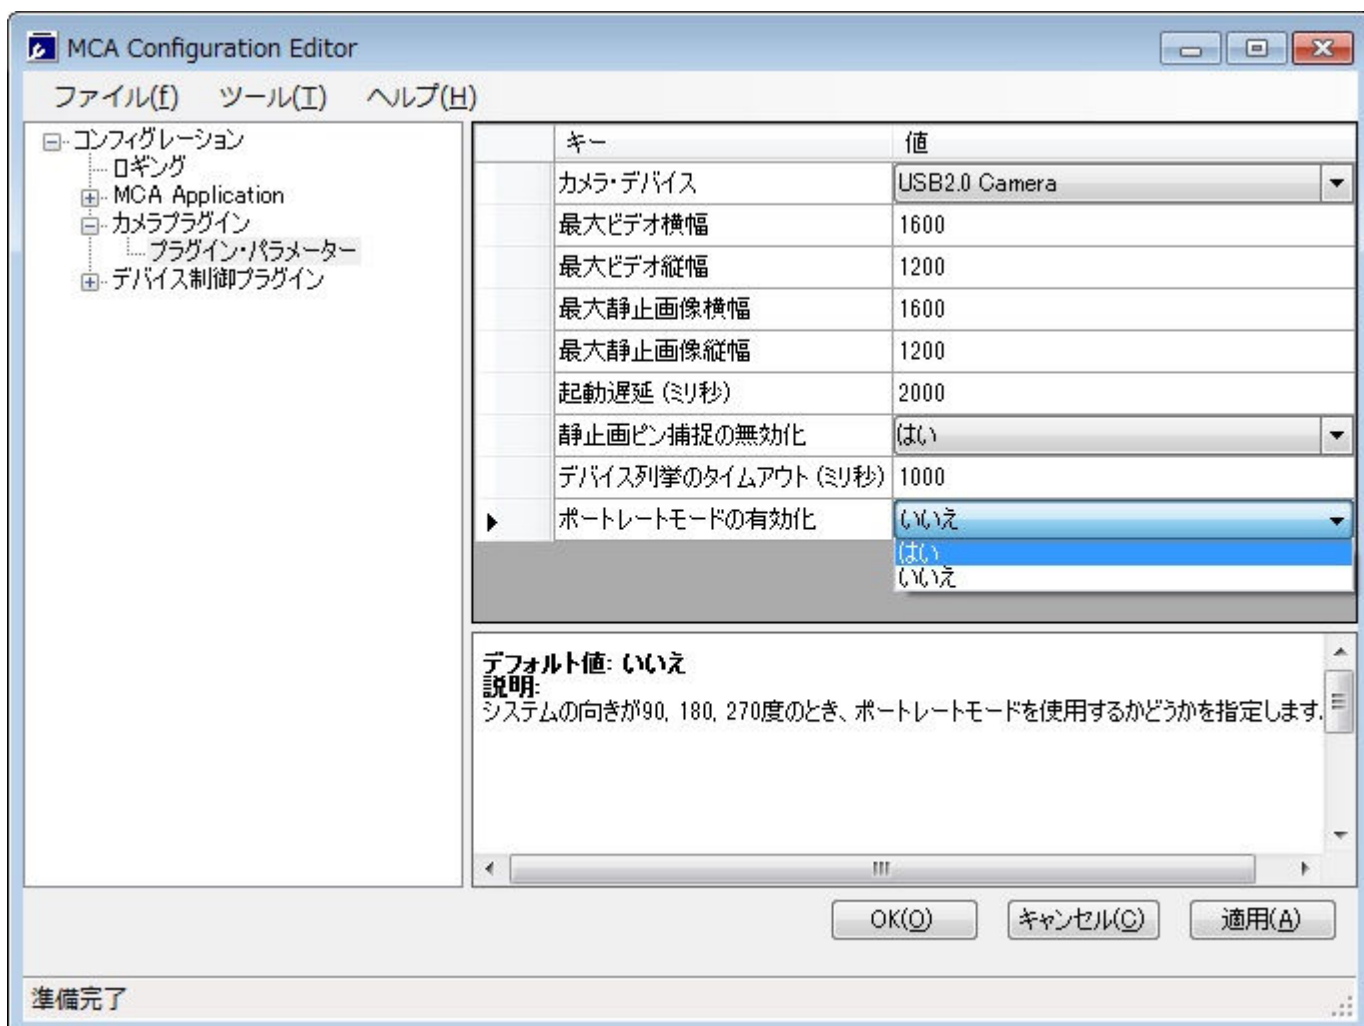 MCA Configuration Editor
ファイル(f) ツール(T) ヘルプ(H)
コンフィグレーション
ロギング
MCA Application
カメラプラグイン
プラグイン・パラメーター
デバイス制御プラグイン
キー 値
カメラ・デバイス USB2.0 Camera
最大ビデオ横幅 1600
最大ビデオ縦幅 1200
最大静止画像横幅 1600
最大静止画像縦幅 1200
起動遅延 (ミリ秒) 2000
静止画ピン捕捉の無効化 はい
デバイス列挙のタイムアウト (ミリ秒) 1000
ポートレートモードの有効化 いいえ
はい
いいえ
デフォルト値: いいえ
説明:
システムの向きが90, 180, 270度のとき、ポートレートモードを使用するかどうかを指定します.
OK(O) キャンセル(C) 適用(A)
準備完了